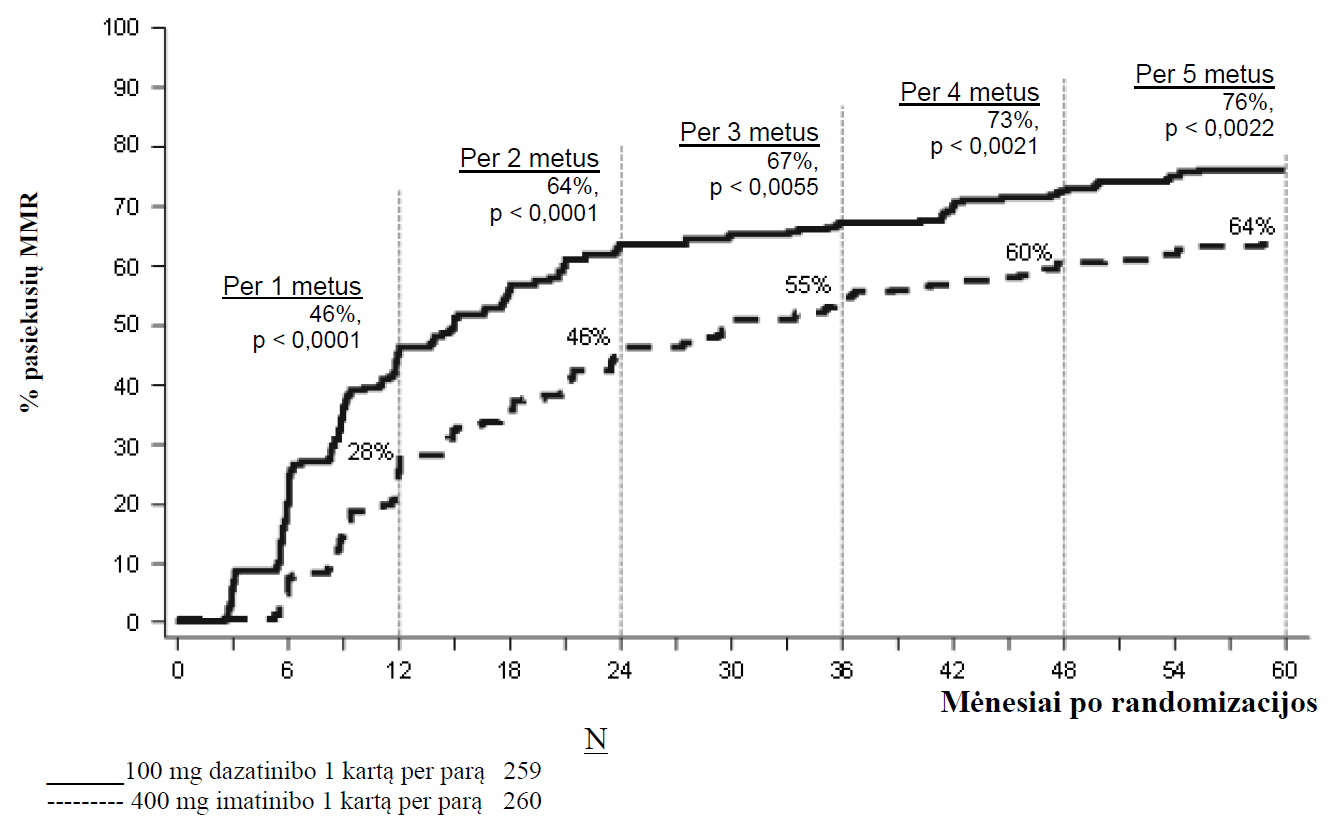 % pasiekusių MMR
100
90
80
70
60
50
40
30
20
10
0
Per 1 metus
46%,
p < 0,0001
Per 2 metus
64%,
p < 0,0001
Per 3 metus
67%,
p < 0,0055
Per 4 metus
73%,
p < 0,0021
Per 5 metus
76%,
p < 0,0022
28%
46%
55%
60%
64%
0 6 12 18 24 30 36 42 48 54 60
Mėnesiai po randomizacijos
N
100 mg dazatinibo 1 kartą per parą 259
400 mg imatinibo 1 kartą per parą 260